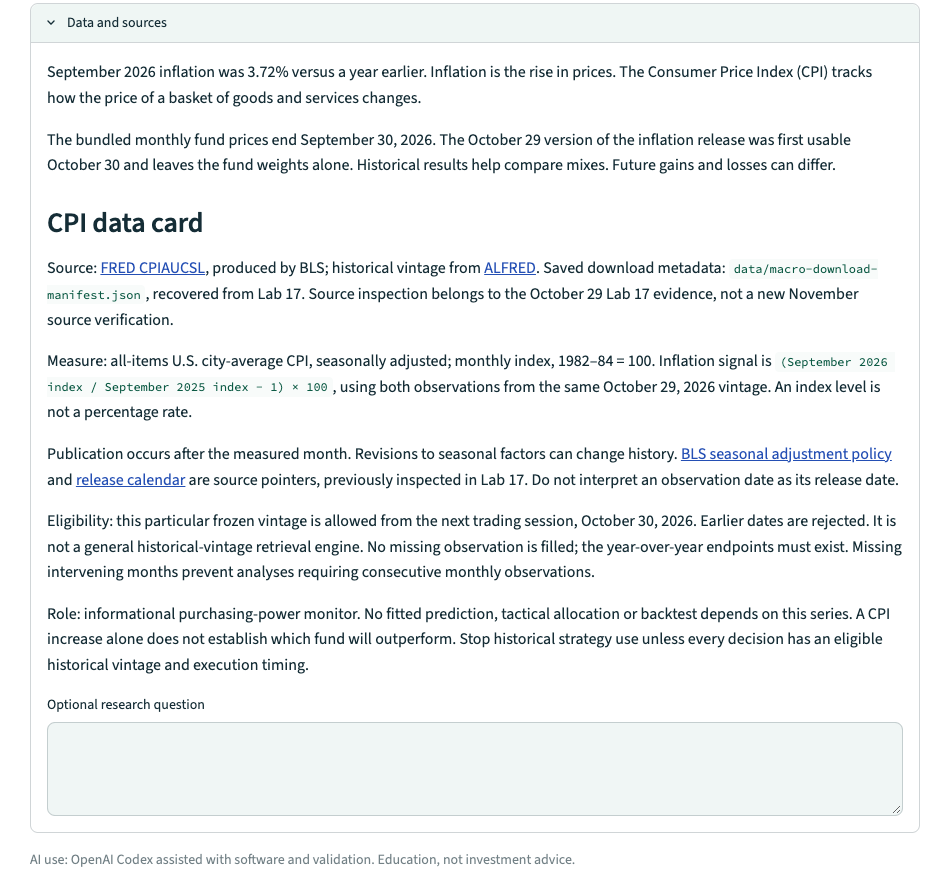 Data and sources
September 2026 inflation was 3.72% versus a year earlier. Inflation is the rise in prices. The Consumer Price Index (CPI) tracks
how the price of a basket of goods and services changes.
The bundled monthly fund prices end September 30, 2026. The October 29 version of the inflation release was first usable
October 30 and leaves the fund weights alone. Historical results help compare mixes. Future gains and losses can differ.
CPI data card
Source: FRED CPIAUCSL, produced by BLS; historical vintage from ALFRED. Saved download metadata: data/macro-download-
manifest.json, recovered from Lab 17. Source inspection belongs to the October 29 Lab 17 evidence, not a new November
source verification.
Measure: all-items U.S. city-average CPI, seasonally adjusted; monthly index, 1982–84 = 100. Inflation signal is (September 2026
index / September 2025 index - 1) × 100, using both observations from the same October 29, 2026 vintage. An index level is
not a percentage rate.
Publication occurs after the measured month. Revisions to seasonal factors can change history. BLS seasonal adjustment policy
and release calendar are source pointers, previously inspected in Lab 17. Do not interpret an observation date as its release date.
Eligibility: this particular frozen vintage is allowed from the next trading session, October 30, 2026. Earlier dates are rejected. It is
not a general historical-vintage retrieval engine. No missing observation is filled; the year-over-year endpoints must exist. Missing
intervening months prevent analyses requiring consecutive monthly observations.
Role: informational purchasing-power monitor. No fitted prediction, tactical allocation or backtest depends on this series. A CPI
increase alone does not establish which fund will outperform. Stop historical strategy use unless every decision has an eligible
historical vintage and execution timing.
Optional research question
AI use: OpenAI Codex assisted with software and validation. Education, not investment advice.